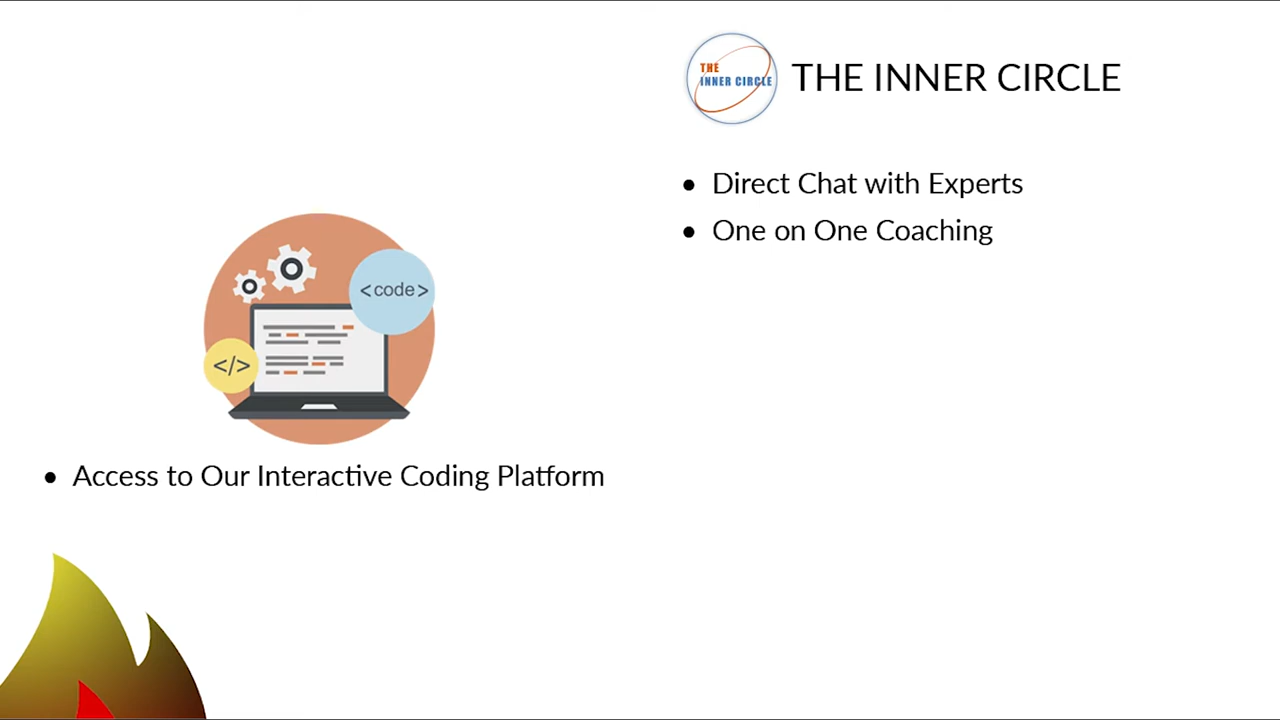 THE
INNER CIRCLE
THE INNER CIRCLE
• Direct Chat with Experts
• One on One Coaching
<code>
</>
• Access to Our Interactive Coding Platform